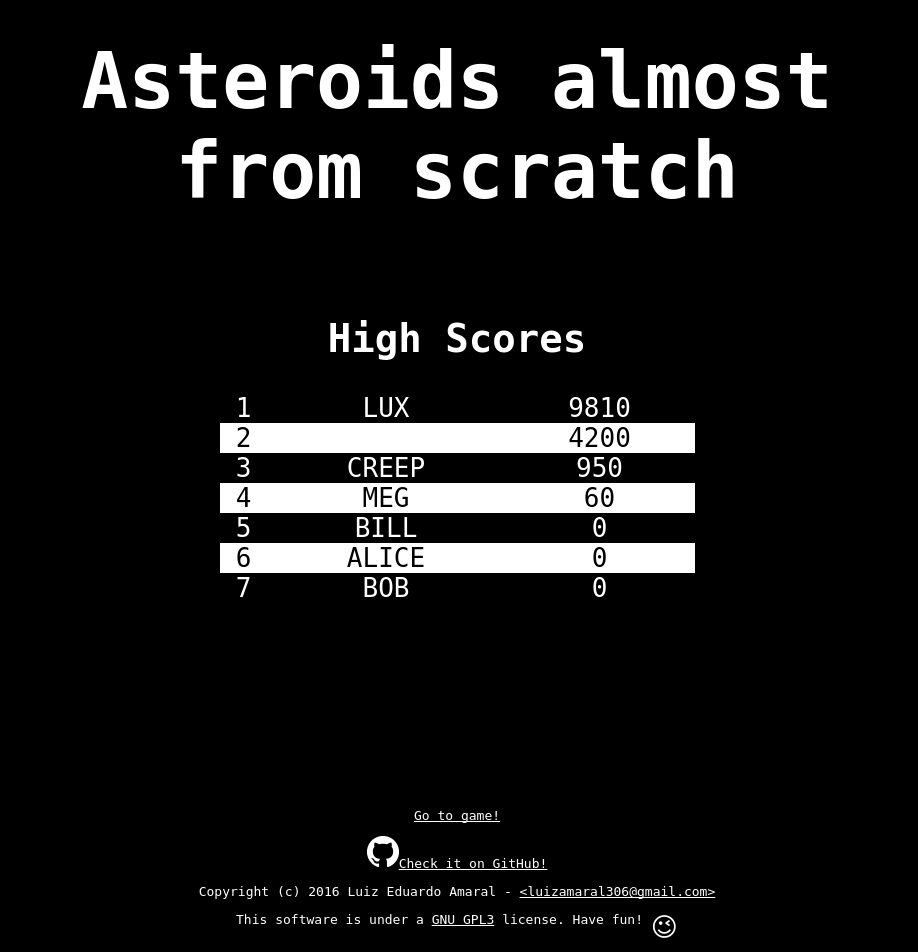 Asteroids almost
from scratch
High Scores
1 LUX 9810
2 4200
3 CREEP 950
4 MEG 60
5 BILL 0
6 ALICE 0
7 BOB 0
Go to game!
Check it on GitHub!
Copyright (c) 2016 Luiz Eduardo Amaral - <luizamaral306@gmail.com>
This software is under a GNU GPL3 license. Have fun! 😉